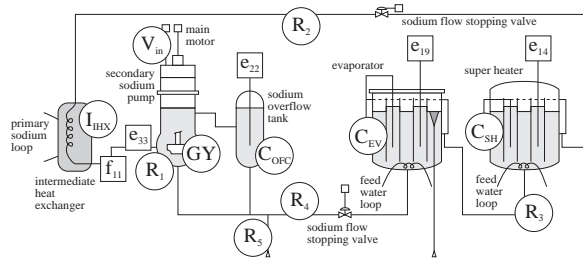 main
motor
sodium flow stopping valve
R2
Vin
e22
e19
e14
secondary
sodium
pump
evaporator
super heater
sodium
overflow
tank
primary
sodium
loop
IIHX
e33
f11
R1
GY
COFC
CEV
CSH
intermediate
heat
exchanger
feed
water
loop
feed
water
loop
R4
R3
R5
sodium flow
stopping valve